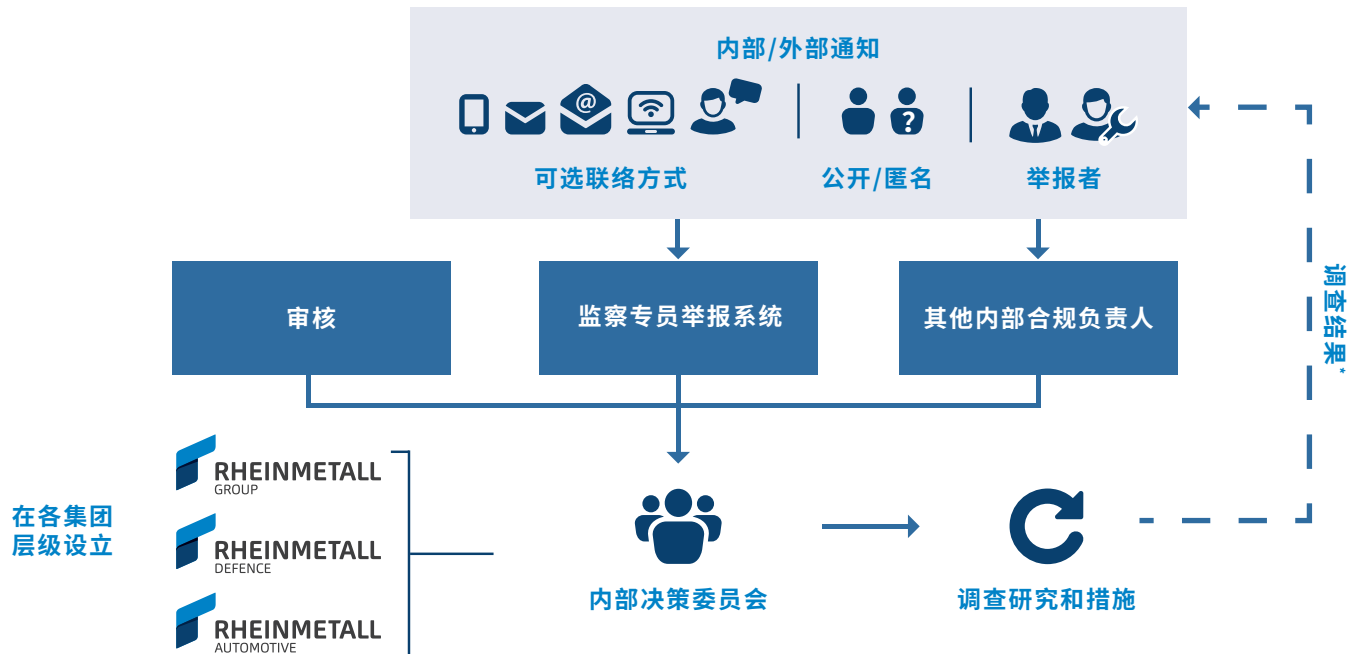 内部/外部通知
@
?
可选联络方式
公开/匿名
举报者
审核
监察专员举报系统
其他内部合规负责人
调查结果*
RHEINMETALL
GROUP
在各集团
层级设立
RHEINMETALL
DEFENCE
内部决策委员会
调查研究和措施
RHEINMETALL
AUTOMOTIVE